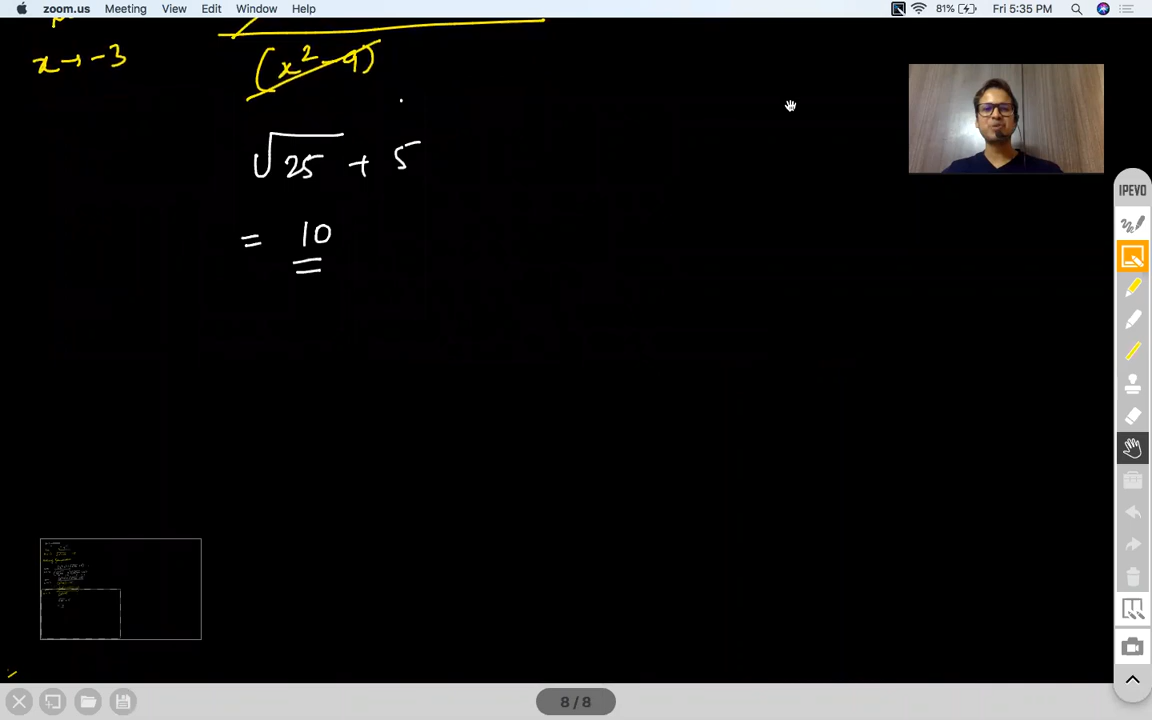 zoom.us Meeting View Edit Window Help 81% Fri 5:35 PM
x→-3
(x²-9)
√25 + 5
= 10
IPEVO
8 / 8